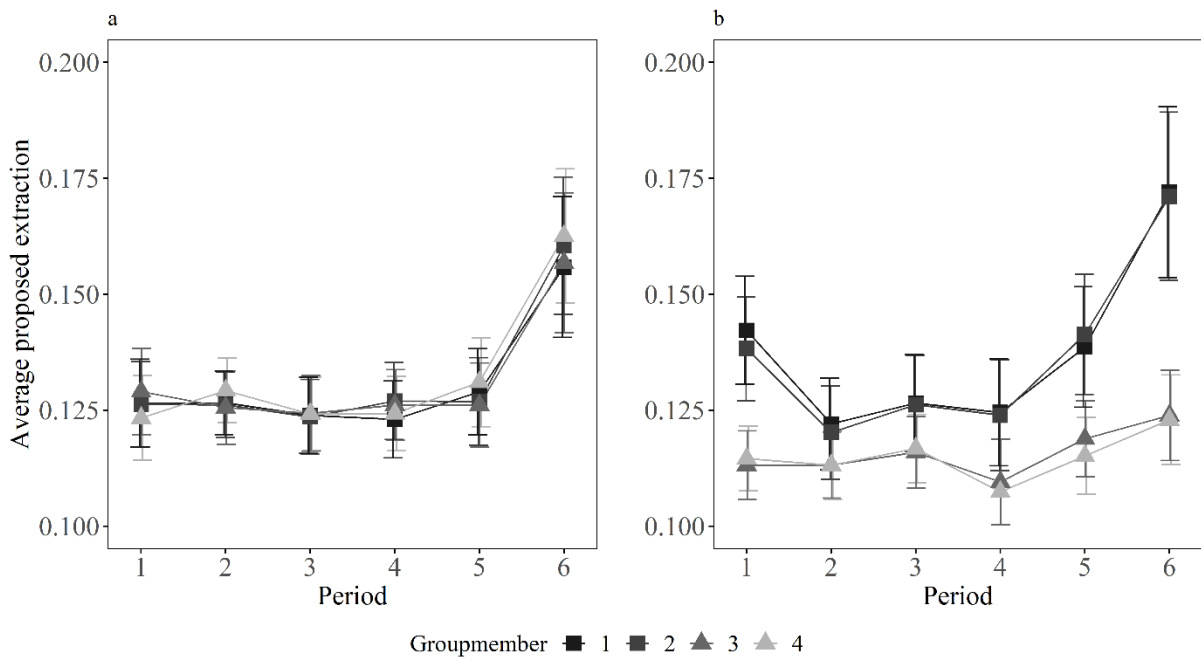 a
b
Average proposed extraction
0.200
0.175
0.150
0.125
0.100
1 2 3 4 5 6
Period
0.200
0.175
0.150
0.125
0.100
1 2 3 4 5 6
Period
Groupmember 1 2 3 4